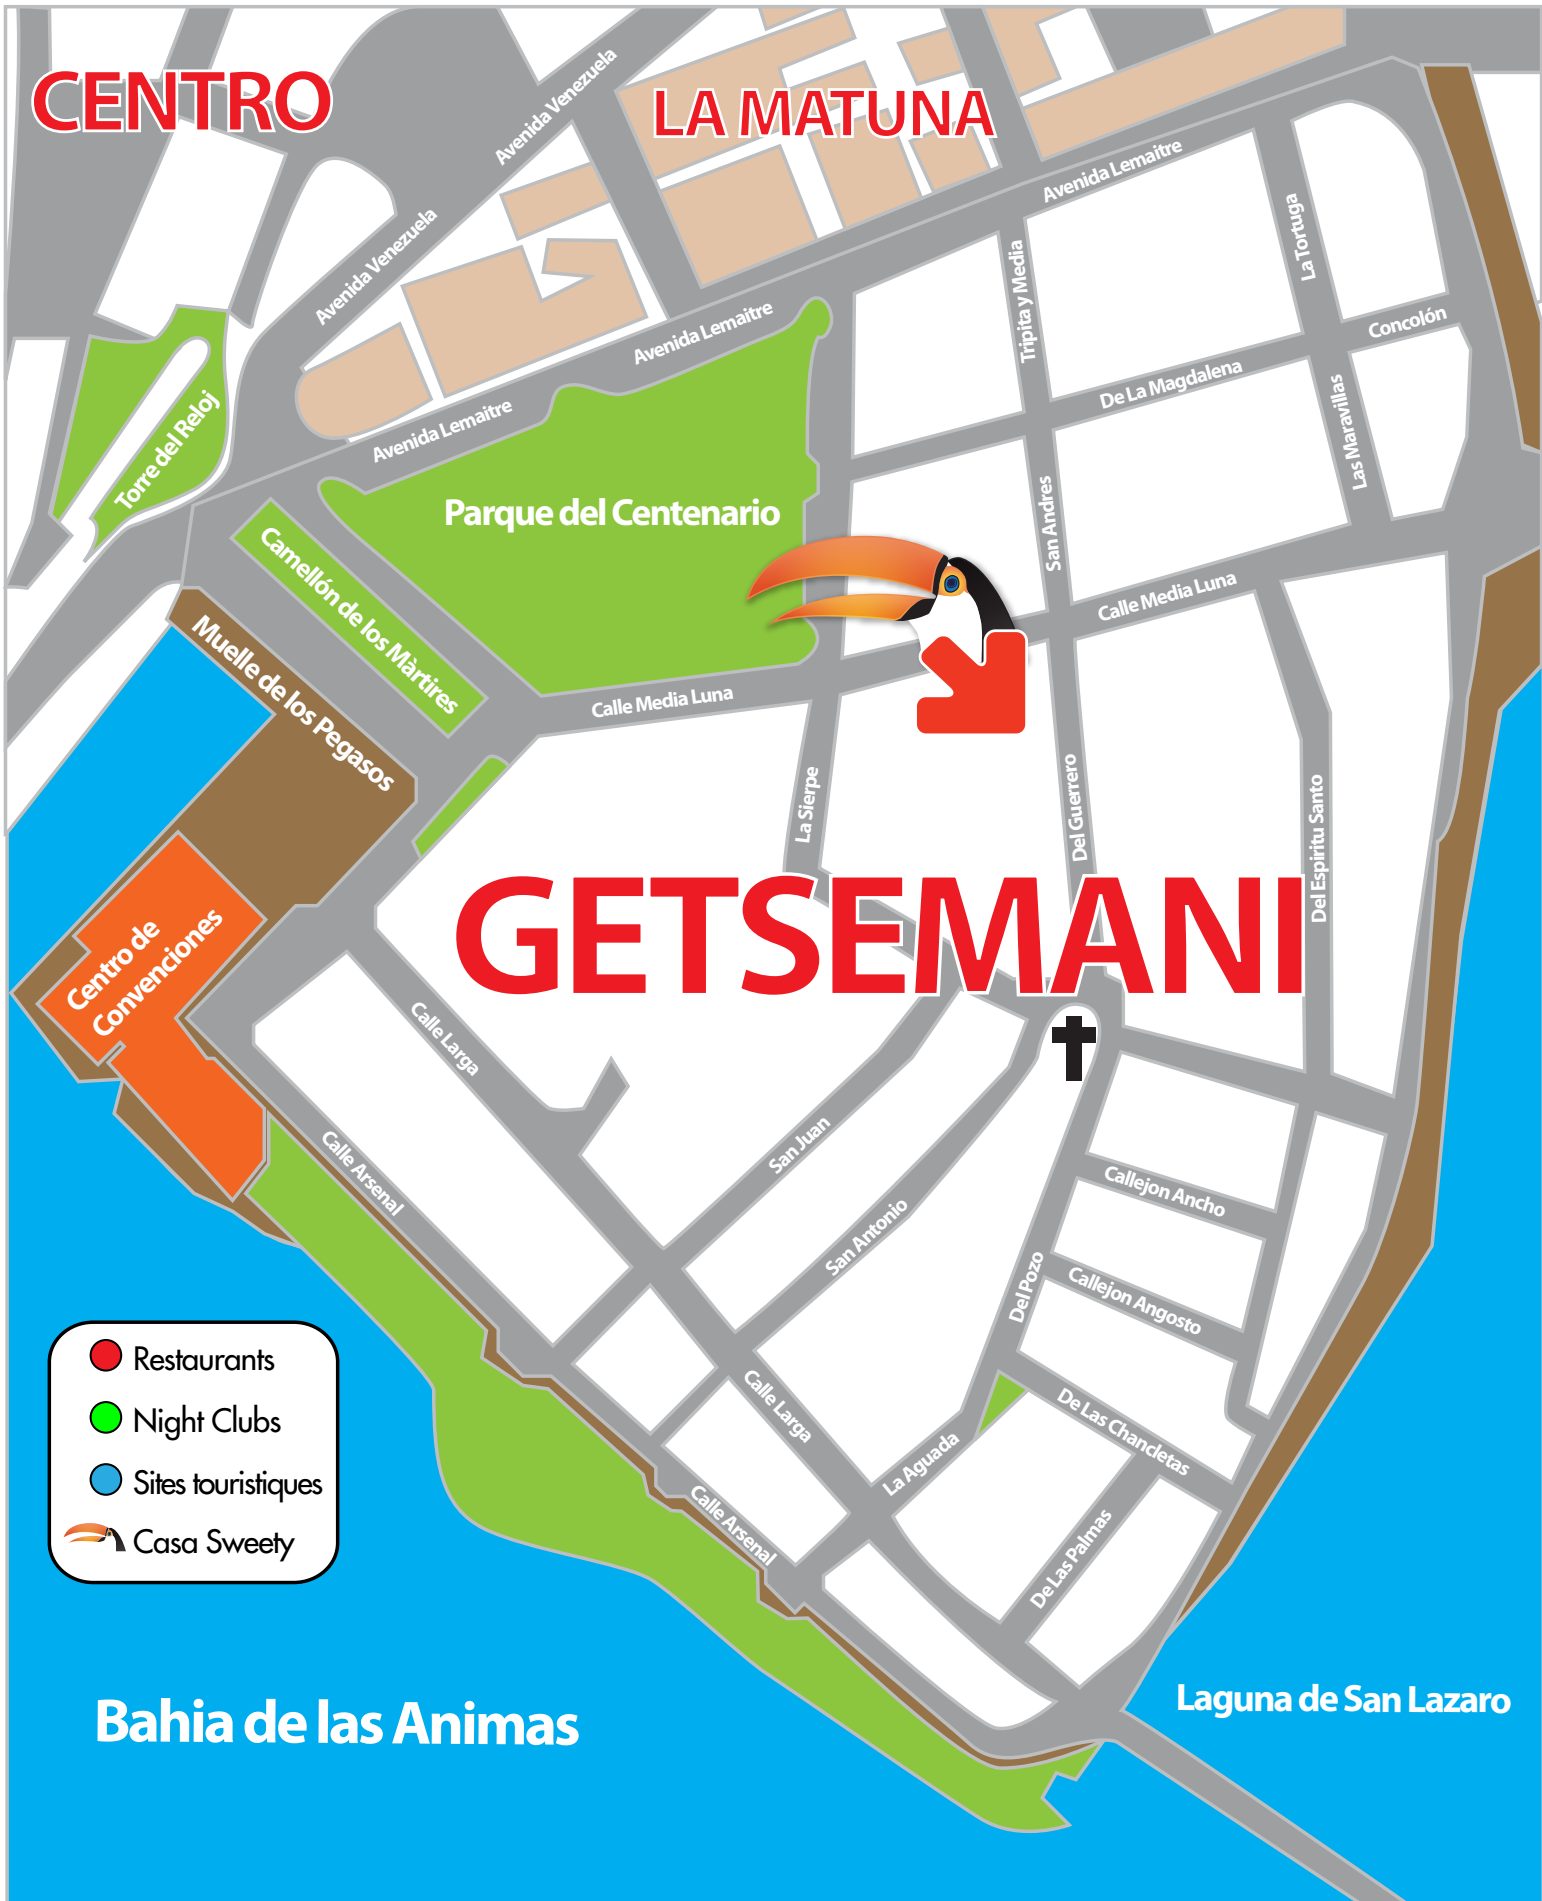 CENTRO
LA MATUNA
Avenida Venezuela
Avenida Venezuela
Avenida Lemaitre
Avenida Lemaitre
Avenida Lemaitre
La Tortuga
Tripita y Media
Concolón
De La Magdalena
Las Maravillas
Torre del Reloj
Parque del Centenario
San Andres
Camellón de los Màrtires
Calle Media Luna
Muelle de los Pegasos
Calle Media Luna
La Sierpe
Del Guerrero
Del Espiritu Santo
GETSEMANI
Centro de
Convenciones
Calle Larga
San Juan
Calle Arsenal
Callejon Ancho
San Antonio
Del Pozo
Callejon Angosto
Calle Larga
De Las Chancletas
La Aguada
Calle Arsenal
De Las Palmas
Restaurants
Night Clubs
Sites touristiques
Casa Sweety
Bahia de las Animas
Laguna de San Lazaro